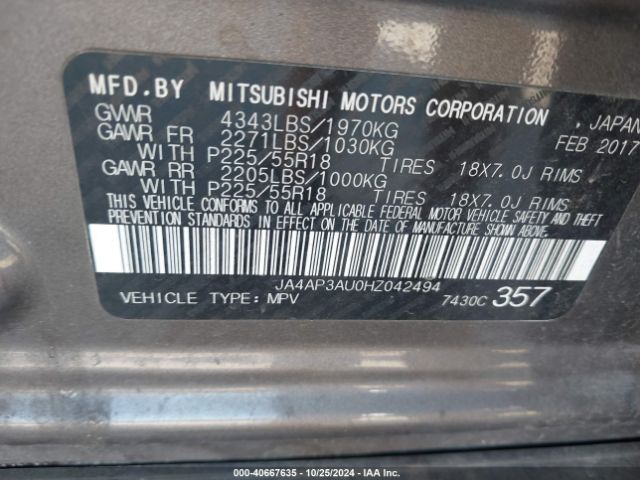 MFD. BY MITSUBISHI MOTORS CORPORATION , JAPAN
GVWR 4343LBS/1970KG FEB 2017
GAWR FR 2271LBS/1030KG
WITH P225/55R18 TIRES 18X7.0J RIMS
GAWR RR 2205LBS/1000KG
WITH P225/55R18 TIRES 18X7.0J RIMS
THIS VEHICLE CONFORMS TO ALL APPLICABLE FEDERAL MOTOR VEHICLE SAFETY AND THEFT
PREVENTION STANDARDS IN EFFECT ON THE DATE OF MANUFACTURE SHOWN ABOVE.
JA4AP3AU0HZ042494
VEHICLE TYPE: MPV 7430C 357
000-40667635 - 10/25/2024 - IAA Inc.